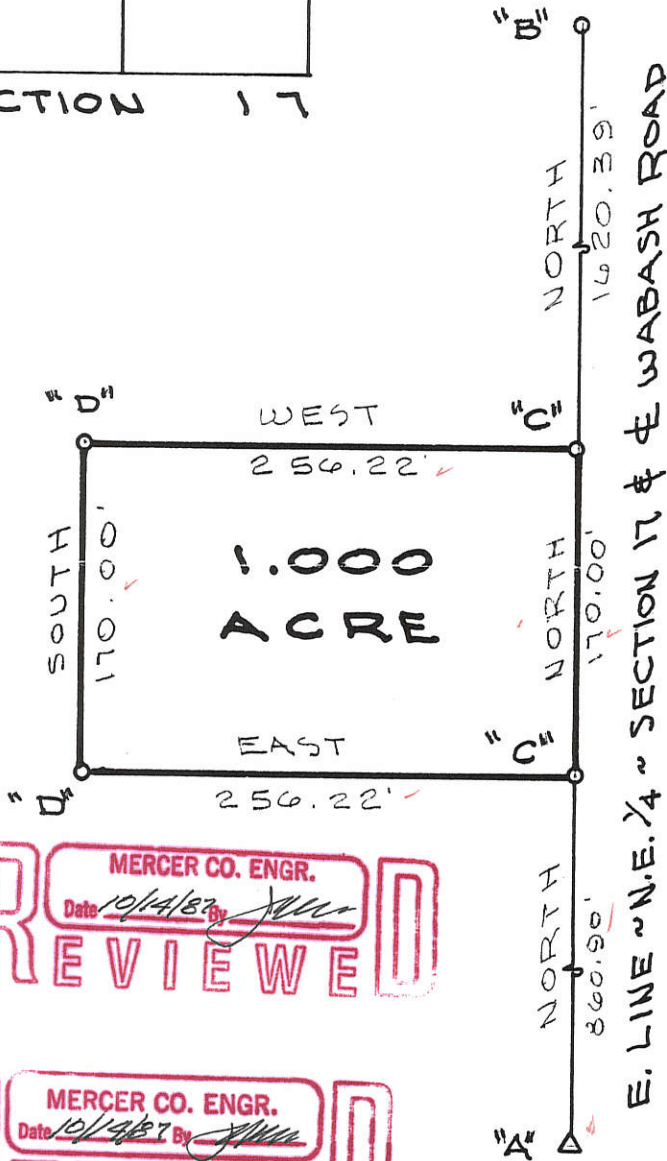 "B"
CTION 17
NORTH
1620.39'
"D"
WEST
"C"
256.22'
SOUTH
170.00'
1.000
ACRE
NORTH
170.00'
EAST
"C"
"D"
256.22'
E. LINE ~ N.E. 1/4 ~ SECTION 17 & ℄ WABASH ROAD
MERCER CO. ENGR.
Date 10/14/87 By
REVIEWED
NORTH
860.90'
MERCER CO. ENGR.
Date 10/14/87 By
"A"